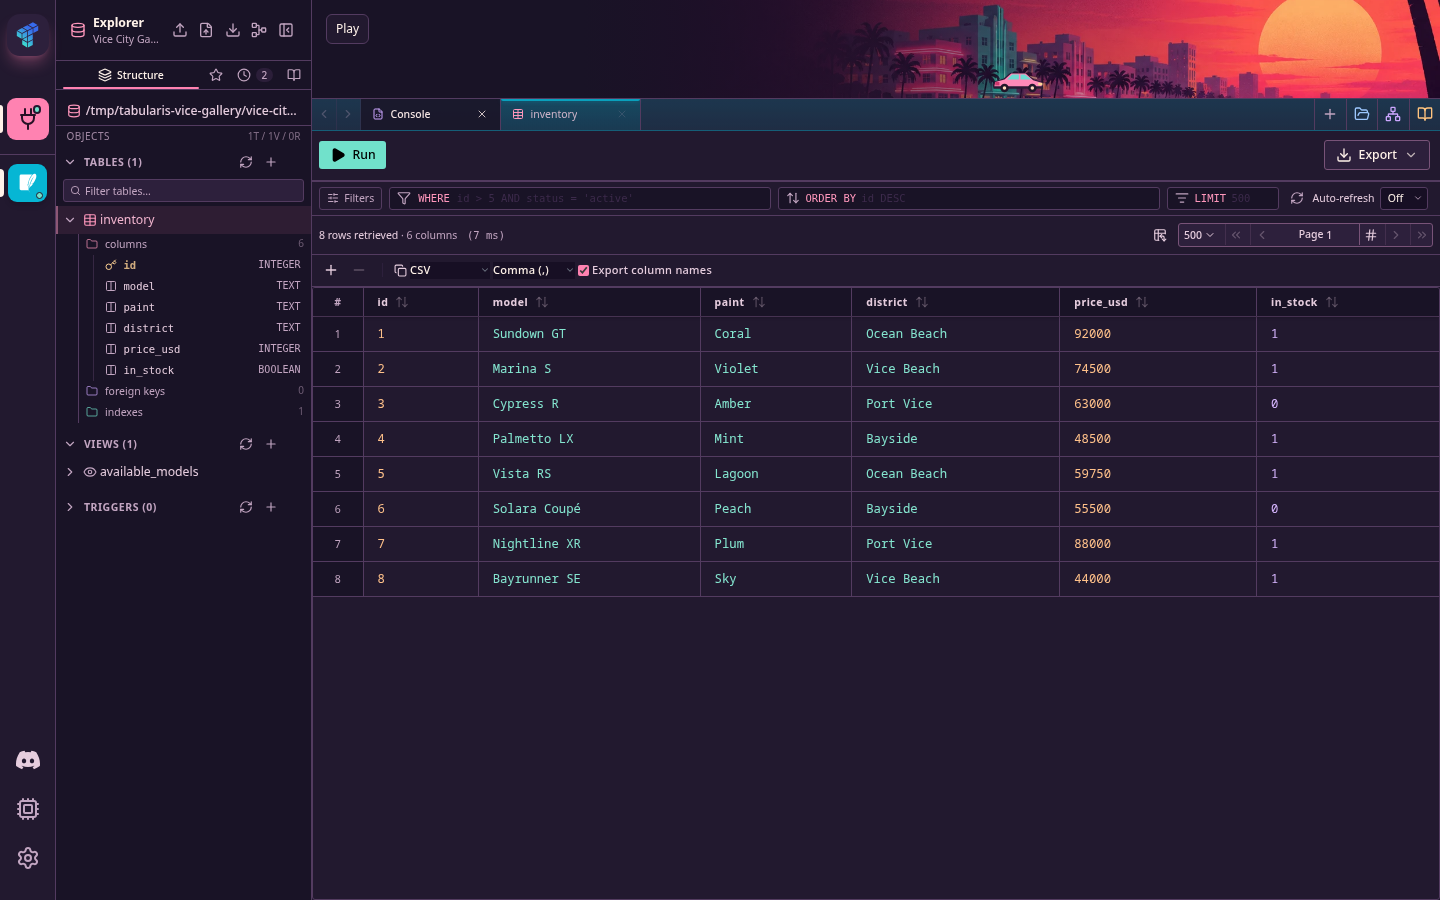 Explorer
Vice City Ga...
Play
Structure
2
/tmp/tabularis-vice-gallery/vice-cit...
OBJECTS 1T / 1V / 0R
TABLES (1)
Filter tables...
inventory
columns 6
id INTEGER
model TEXT
paint TEXT
district TEXT
price_usd INTEGER
in_stock BOOLEAN
foreign keys 0
indexes 1
VIEWS (1)
available_models
TRIGGERS (0)
Console
inventory
Run
Export
Filters
WHERE id > 5 AND status = 'active'
ORDER BY id DESC
LIMIT 500
Auto-refresh Off
8 rows retrieved · 6 columns (7 ms)
500
Page 1
CSV Comma (,) Export column names
# id model paint district price_usd in_stock
1 1 Sundown GT Coral Ocean Beach 92000 1
2 2 Marina S Violet Vice Beach 74500 1
3 3 Cypress R Amber Port Vice 63000 0
4 4 Palmetto LX Mint Bayside 48500 1
5 5 Vista RS Lagoon Ocean Beach 59750 1
6 6 Solara Coupé Peach Bayside 55500 0
7 7 Nightline XR Plum Port Vice 88000 1
8 8 Bayrunner SE Sky Vice Beach 44000 1